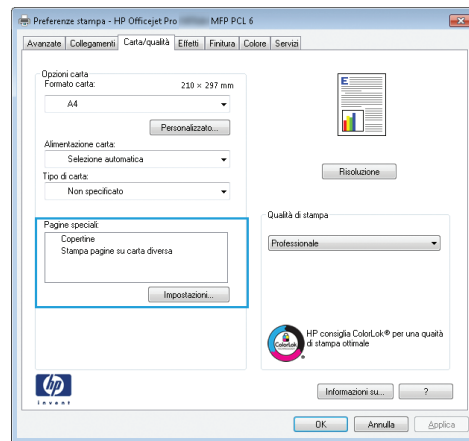 Preferenze stampa - HP Officejet Pro MFP PCL 6
Avanzate Collegamenti Carta/qualità Effetti Finitura Colore Servizi
Opzioni carta
Formato carta: 210 × 297 mm
A4
Personalizzato...
Alimentazione carta:
Selezione automatica
Tipo di carta:
Non specificato
Pagine speciali:
Copertine
Stampa pagine su carta diversa
Impostazioni...
E
Risoluzione
Qualità di stampa
Professionale
ColorLok
HP consiglia ColorLok® per una quaità
di stampa ottimale
hp
invent
Informazioni su... ?
OK Annulla Applica